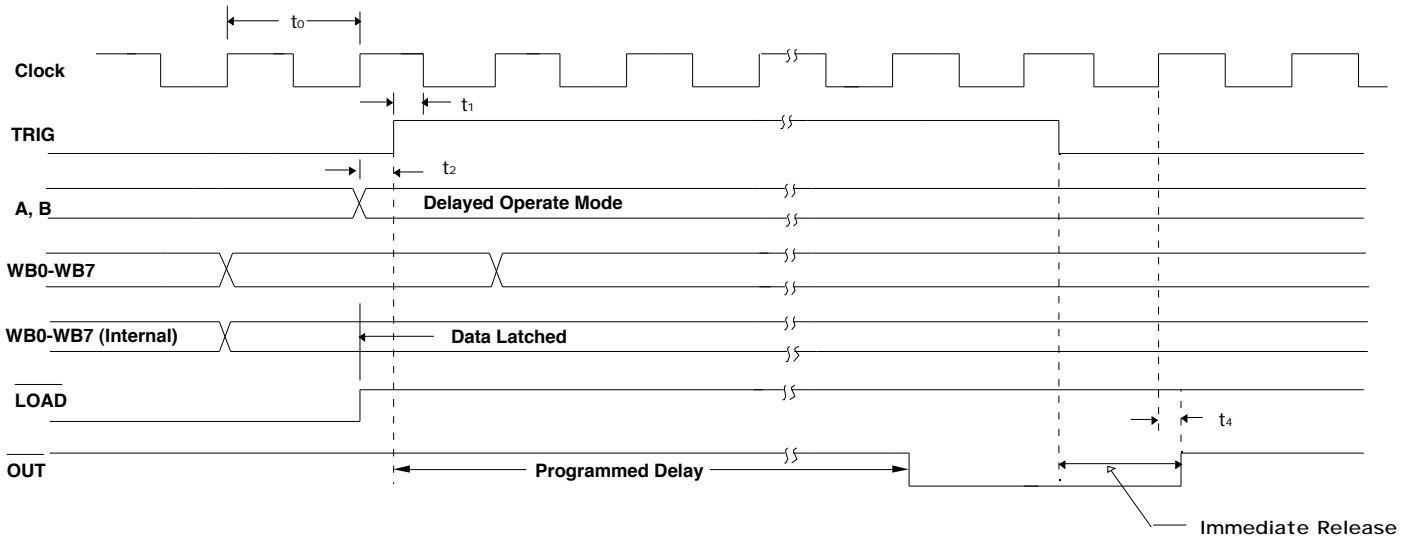 t0
Clock
t1
TRIG
t2
A, B
Delayed Operate Mode
WB0-WB7
WB0-WB7 (Internal)
Data Latched
LOAD
t4
OUT
Programmed Delay
Immediate Release